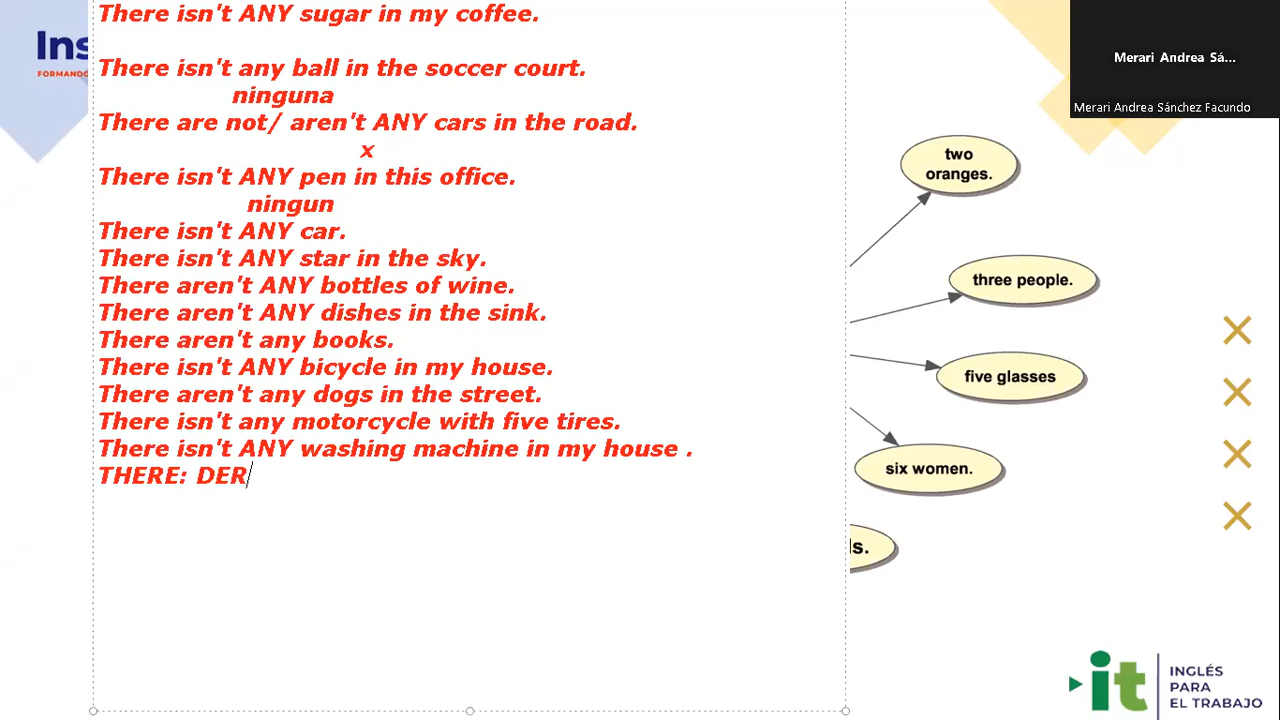 There isn't ANY sugar in my coffee.
Ins
FORMANDO
There isn't any ball in the soccer court.
ninguna
There are not/ aren't ANY cars in the road.
x
There isn't ANY pen in this office.
ningun
There isn't ANY car.
There isn't ANY star in the sky.
There aren't ANY bottles of wine.
There aren't ANY dishes in the sink.
There aren't any books.
There isn't ANY bicycle in my house.
There aren't any dogs in the street.
There isn't any motorcycle with five tires.
There isn't ANY washing machine in my house .
THERE: DER
Merari Andrea Sá...
Merari Andrea Sánchez Facundo
two
oranges.
three people.
five glasses
six women.
ls.
it
INGLÉS
PARA
EL TRABAJO